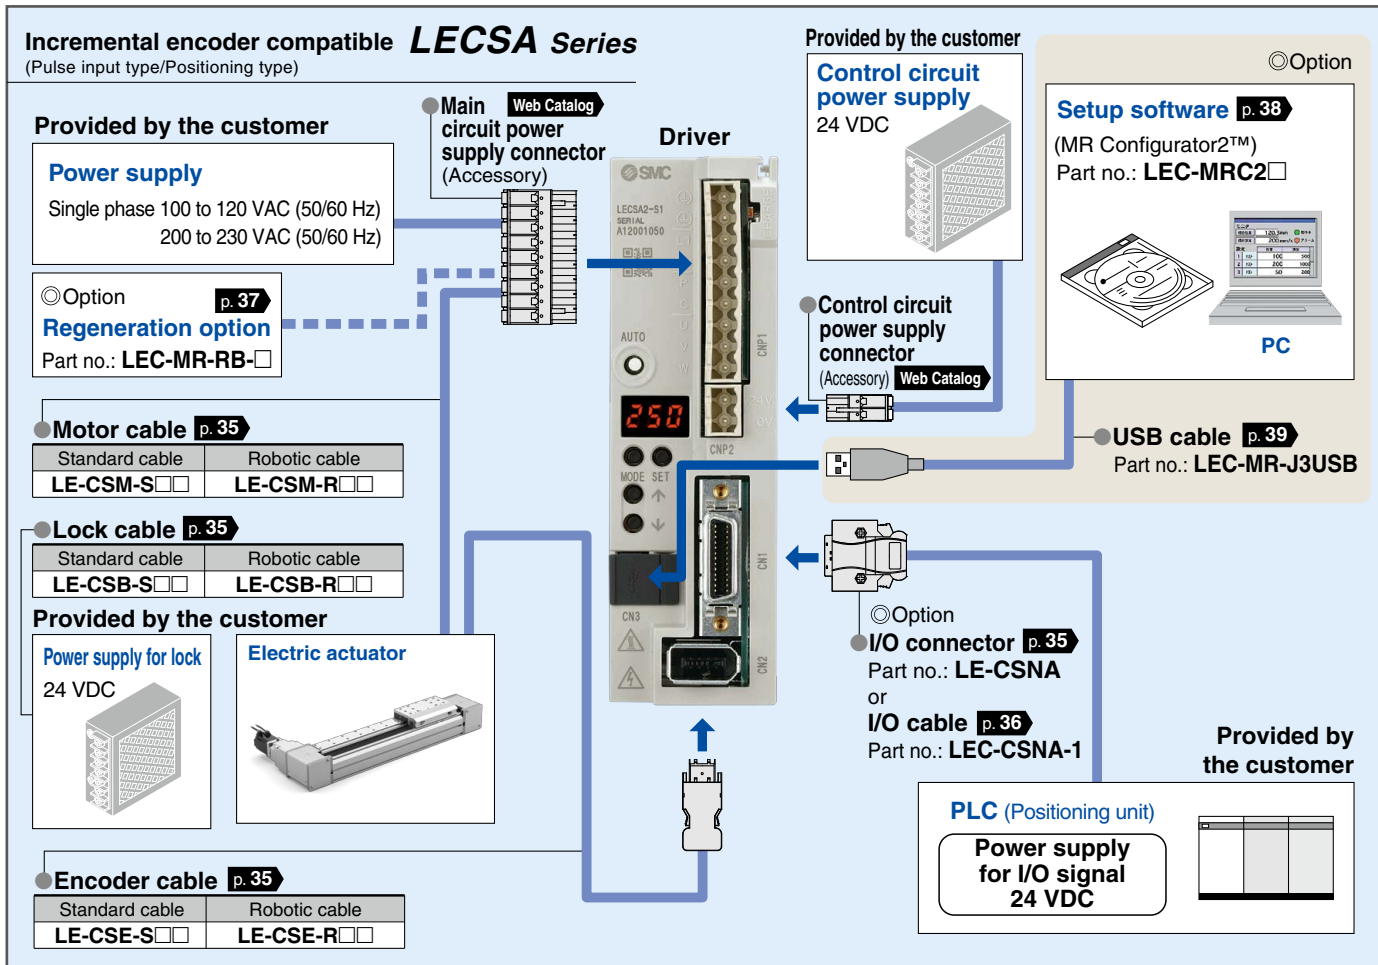 Incremental encoder compatible LECSA Series
(Pulse input type/Positioning type)
Provided by the customer
Power supply
Single phase 100 to 120 VAC (50/60 Hz)
200 to 230 VAC (50/60 Hz)
◎Option
p. 37
Regeneration option
Part no.: LEC-MR-RB-□
Main Web Catalog
circuit power
supply connector
(Accessory)
Driver
SMC
LECSA2-S1
SERIAL
A12001050
AUTO
250
MODE SET
CN3
U
V
W
CNP1
24V
0V
CNP2
CN1
CN2
Provided by the customer
Control circuit
power supply
24 VDC
Control circuit
power supply
connector
(Accessory) Web Catalog
◎Option
Setup software p. 38
(MR Configurator2™)
Part no.: LEC-MRC2□
PC
USB cable p. 39
Part no.: LEC-MR-J3USB
Motor cable p. 35
Standard cable Robotic cable
LE-CSM-S□□ LE-CSM-R□□
Lock cable p. 35
Standard cable Robotic cable
LE-CSB-S□□ LE-CSB-R□□
Provided by the customer
Power supply for lock
24 VDC
Electric actuator
Encoder cable p. 35
Standard cable Robotic cable
LE-CSE-S□□ LE-CSE-R□□
◎Option
I/O connector p. 35
Part no.: LE-CSNA
or
I/O cable p. 36
Part no.: LEC-CSNA-1
Provided by
the customer
PLC (Positioning unit)
Power supply
for I/O signal
24 VDC